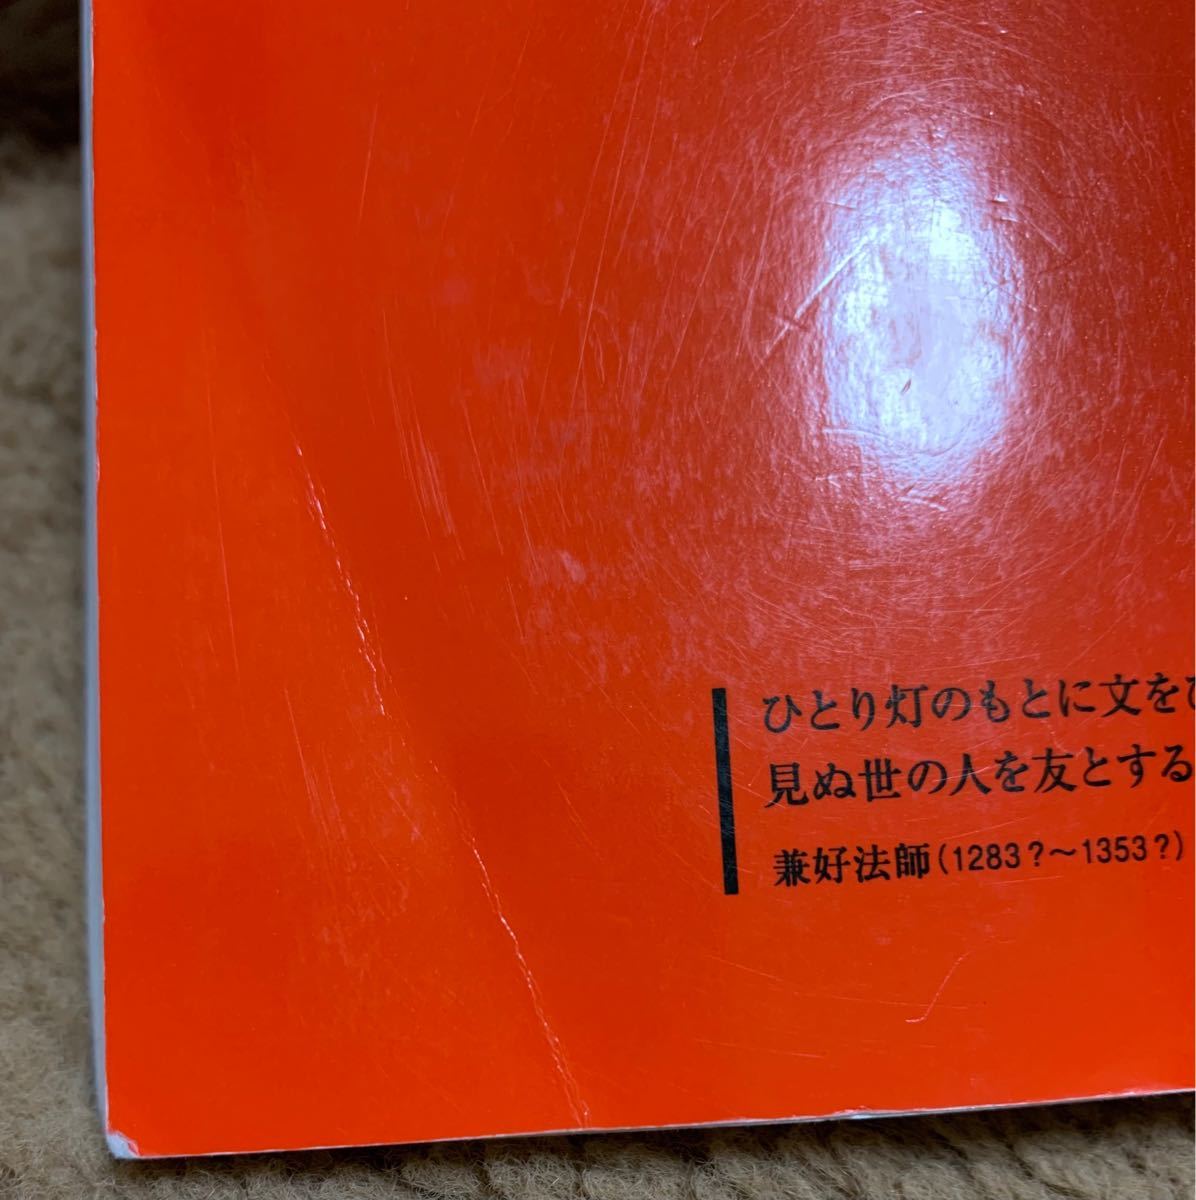 ひとり灯のもとに文を
見ぬ世の人を友とする
兼好法師(1283?〜1353?)